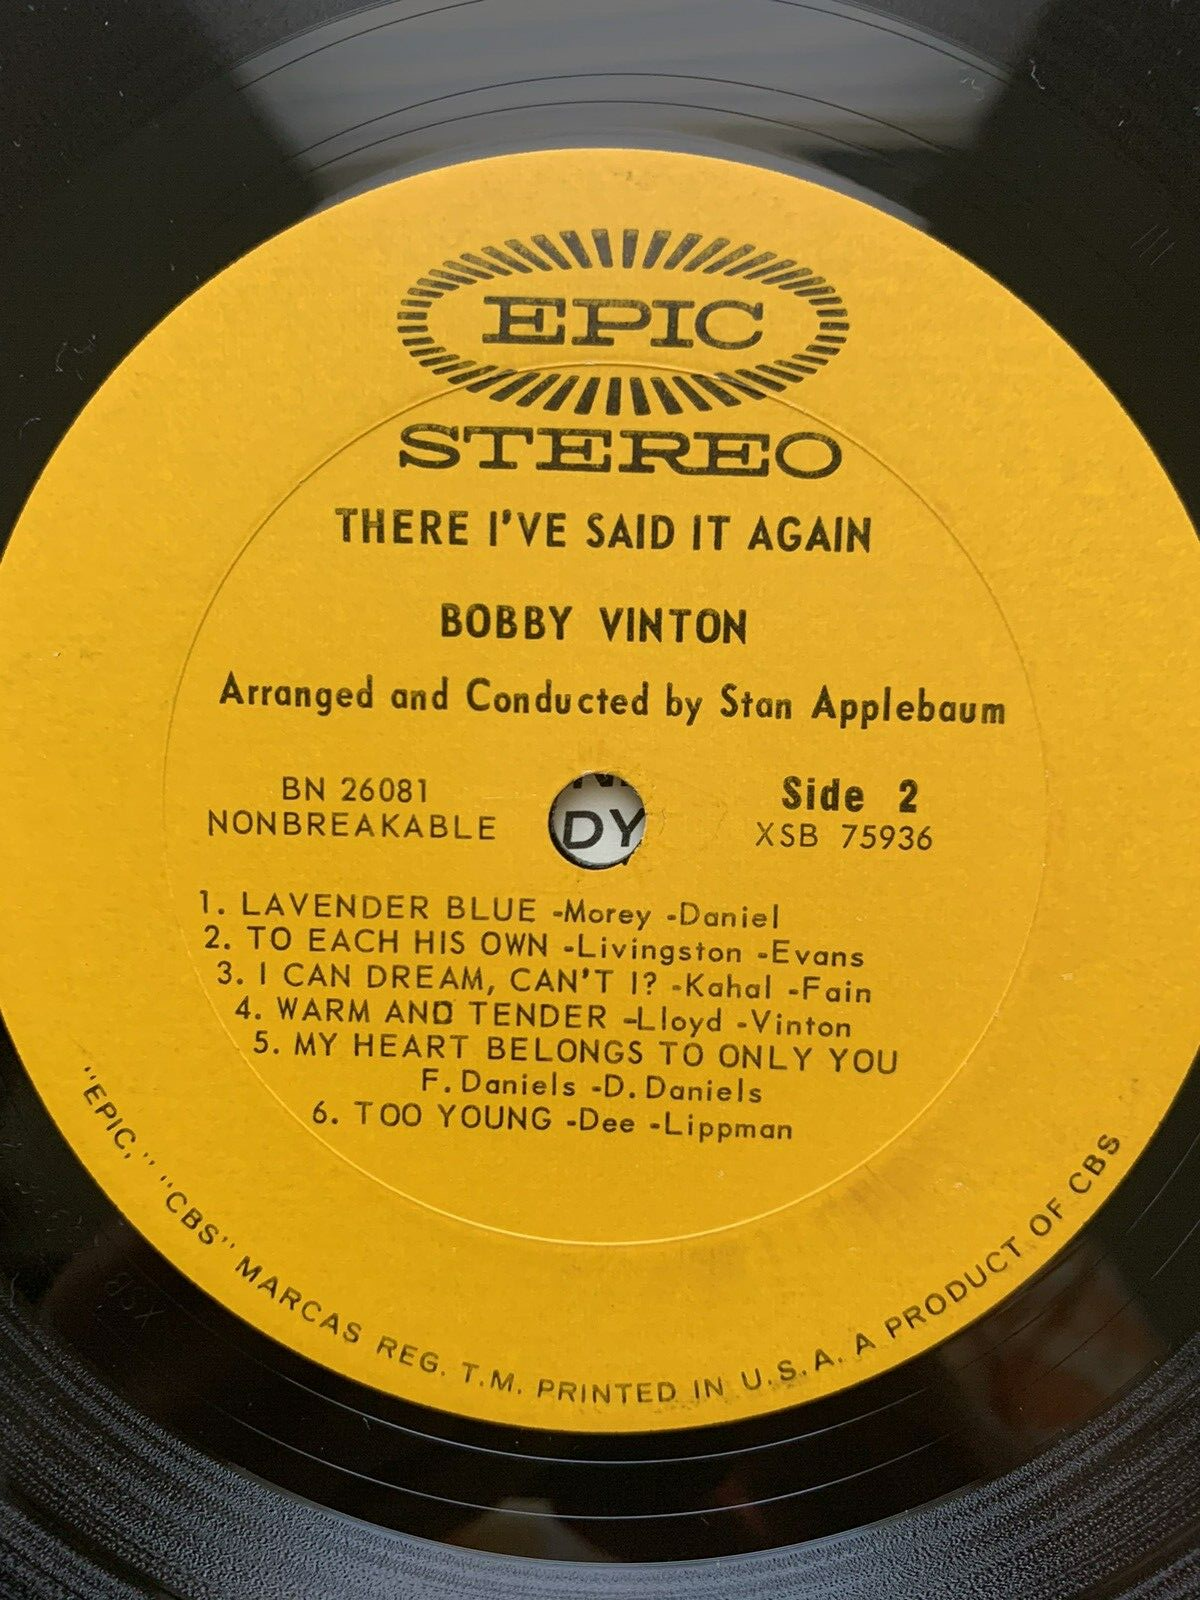 EPIC
STEREO
THERE I'VE SAID IT AGAIN
BOBBY VINTON
Arranged and Conducted by Stan Applebaum
BN 26081
NONBREAKABLE
DY
Side 2
XSB 75936
1. LAVENDER BLUE -Morey -Daniel
2. TO EACH HIS OWN -Livingston -Evans
3. I CAN DREAM, CAN'T I? -Kahal -Fain
4. WARM AND TENDER -Lloyd -Vinton
5. MY HEART BELONGS TO ONLY YOU
F. Daniels -D. Daniels
6. TOO YOUNG -Dee -Lippman
"EPIC," "CBS" MARCAS REG. T.M. PRINTED IN U.S.A. A PRODUCT OF CBS
XSB